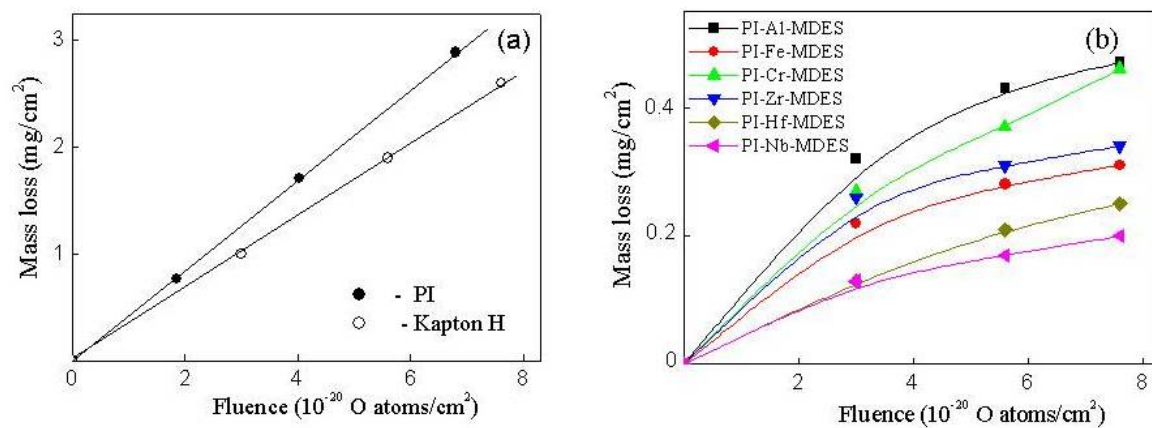 (a)
3
2
1
Mass loss (mg/cm²)
0
2
4
6
8
Fluence (10⁻²⁰ O atoms/cm²)
- PI
- Kapton H
(b)
PI-Al-MDES
PI-Fe-MDES
PI-Cr-MDES
PI-Zr-MDES
PI-Hf-MDES
PI-Nb-MDES
0.4
0.2
0
Mass loss (mg/cm²)
2
4
6
8
Fluence (10⁻²⁰ O atoms/cm²)